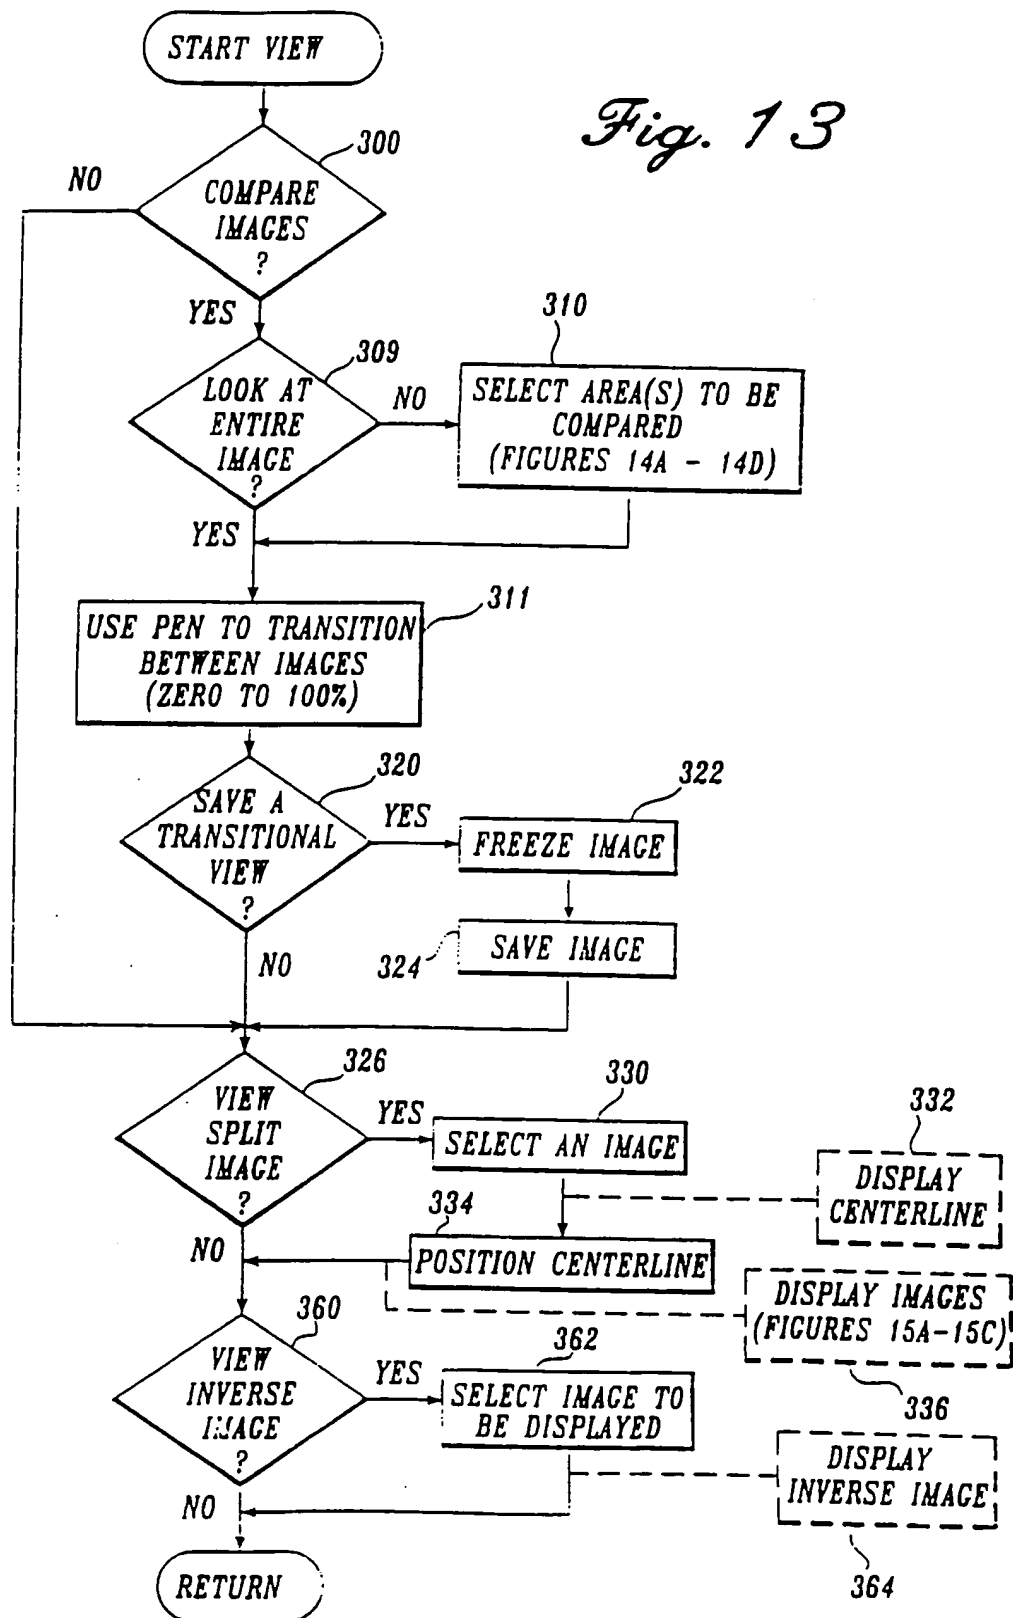 START VIEW
Fig. 13
300
NO
COMPARE
IMAGES
?
YES
309
310
LOOK AT
ENTIRE
IMAGE
?
NO
SELECT AREA(S) TO BE
COMPARED
(FIGURES 14A - 14D)
YES
311
USE PEN TO TRANSITION
BETWEEN IMAGES
(ZERO TO 100%)
320
322
SAVE A
TRANSITIONAL
VIEW
?
YES
FREEZE IMAGE
324
SAVE IMAGE
NO
326
330
332
VIEW
SPLIT
IMAGE
?
YES
SELECT AN IMAGE
DISPLAY
CENTERLINE
334
NO
POSITION CENTERLINE
DISPLAY IMAGES
(FIGURES 15A-15C)
336
360
362
VIEW
INVERSE
IMAGE
?
YES
SELECT IMAGE TO
BE DISPLAYED
DISPLAY
INVERSE IMAGE
364
NO
RETURN